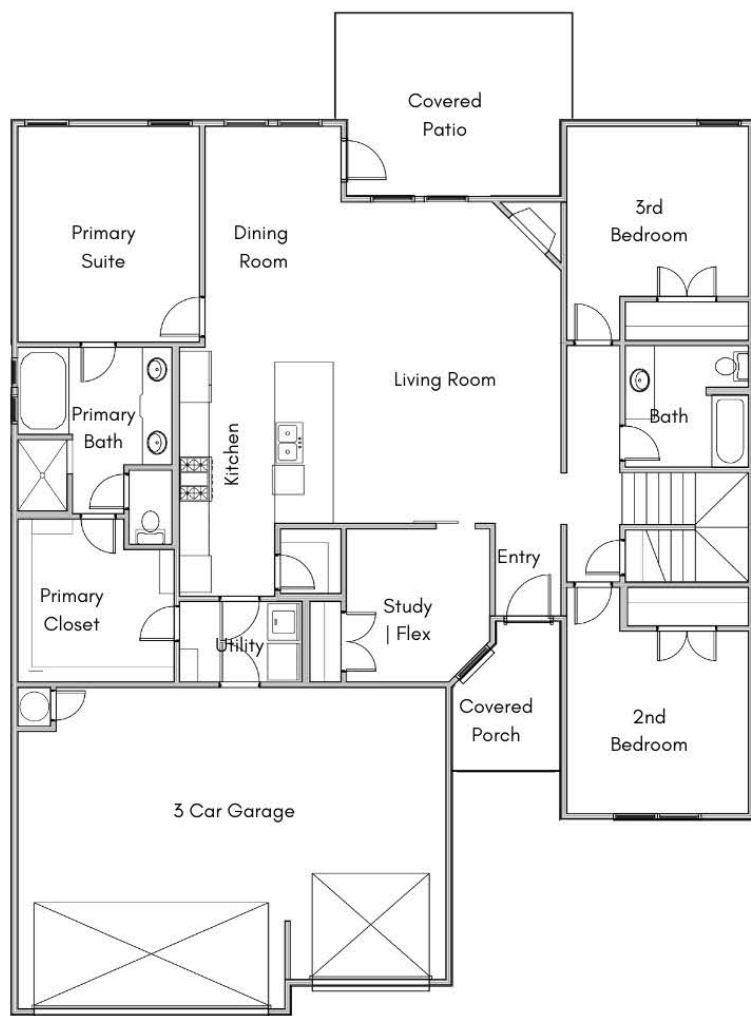 Covered
Patio
Primary
Suite
Dining
Room
3rd
Bedroom
Living Room
Primary
Bath
Kitchen
Bath
Primary
Closet
Entry
Study
| Flex
Utility
Covered
Porch
2nd
Bedroom
3 Car Garage